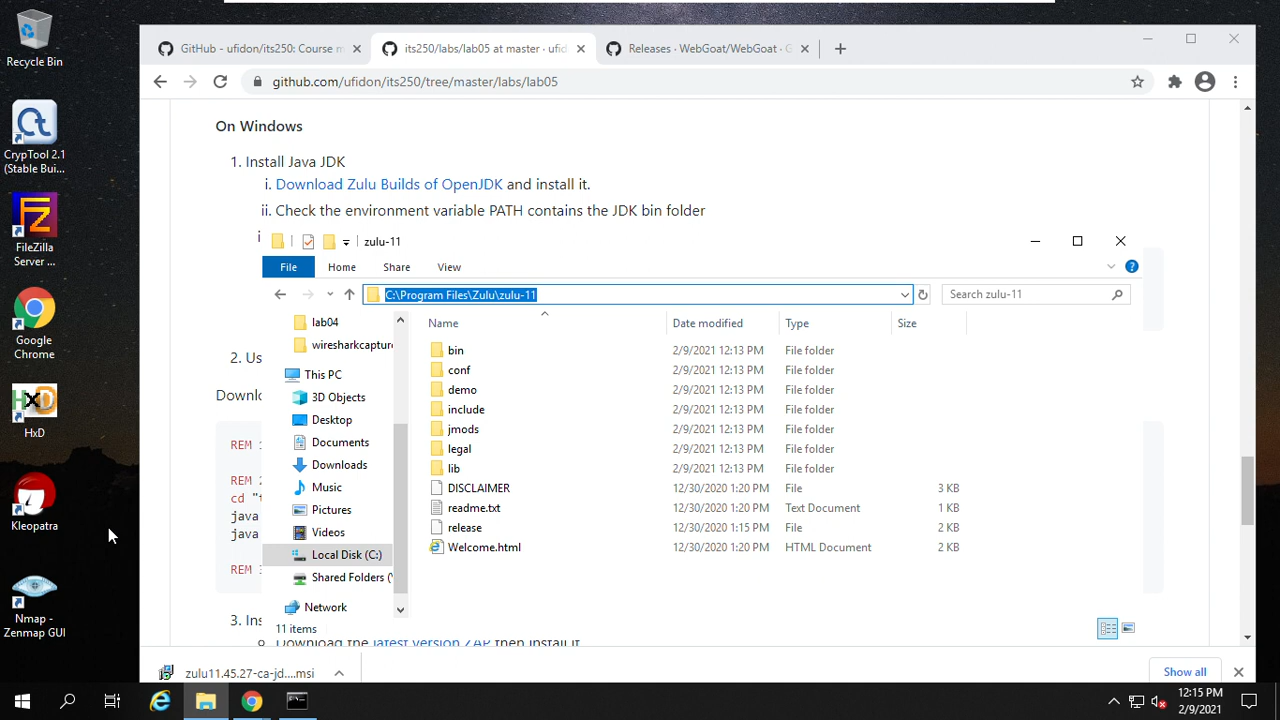 Recycle Bin
CrypTool 2.1
(Stable Bui...
FileZilla
Server ...
Google
Chrome
HxD
Kleopatra
Nmap -
Zenmap GUI
GitHub - ufidon/its250: Course m
its250/labs/lab05 at master · ufid
Releases · WebGoat/WebGoat · G
github.com/ufidon/its250/tree/master/labs/lab05
On Windows
1. Install Java JDK
i. Download Zulu Builds of OpenJDK and install it.
ii. Check the environment variable PATH contains the JDK bin folder
i
2. Us
Downlo
REM 1
REM 2
cd "
java
java
REM 3
3. Ins
Download the latest version ZAP then install it
zulu-11
File Home Share View
C:\Program Files\Zulu\zulu-11
Search zulu-11
lab04
wiresharkcapture
This PC
3D Objects
Desktop
Documents
Downloads
Music
Pictures
Videos
Local Disk (C:)
Shared Folders (
Network
Name Date modified Type Size
bin 2/9/2021 12:13 PM File folder
conf 2/9/2021 12:13 PM File folder
demo 2/9/2021 12:13 PM File folder
include 2/9/2021 12:13 PM File folder
jmods 2/9/2021 12:13 PM File folder
legal 2/9/2021 12:13 PM File folder
lib 2/9/2021 12:13 PM File folder
DISCLAIMER 12/30/2020 1:20 PM File 3 KB
readme.txt 12/30/2020 1:20 PM Text Document 1 KB
release 12/30/2020 1:15 PM File 2 KB
Welcome.html 12/30/2020 1:20 PM HTML Document 2 KB
11 items
zulu11.45.27-ca-jd....msi
Show all
12:15 PM
2/9/2021